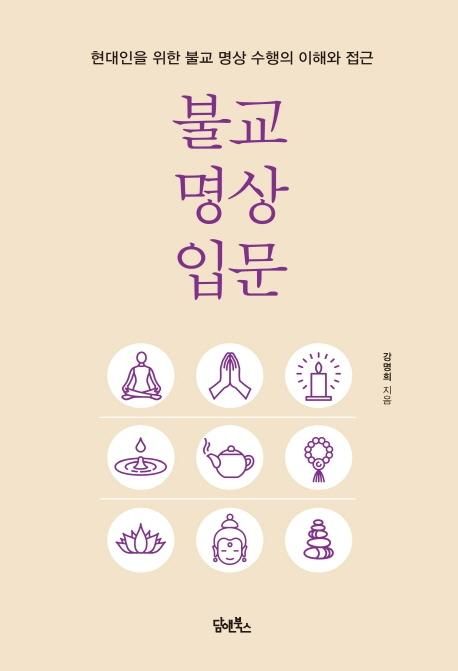 현대인을 위한 불교 명상 수행의 이해와 접근
불교
명상
입문
강명희 지음
담앤북스